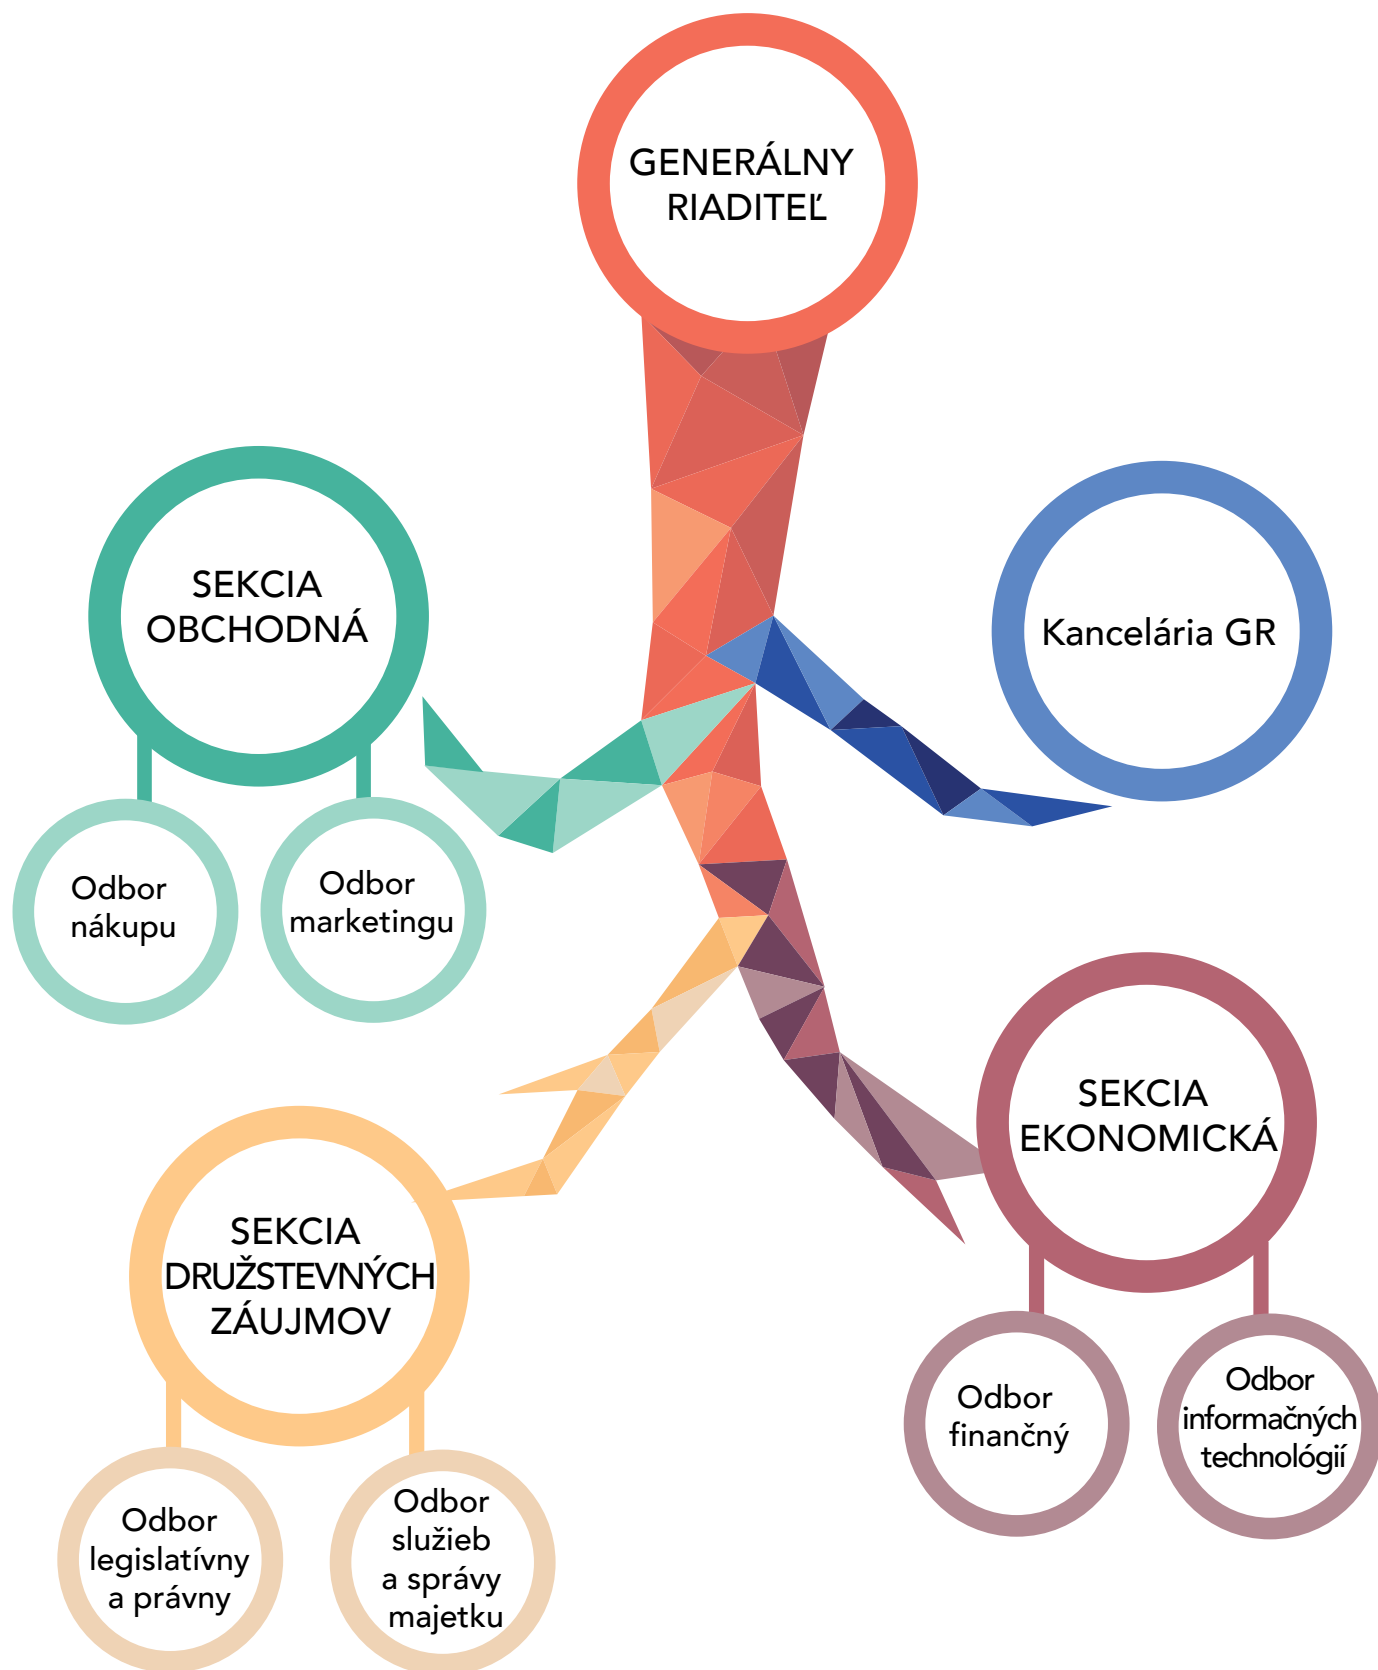 GENERÁLNY
RIADITEĽ
SEKCIA
OBCHODNÁ
Kancelária GR
Odbor
nákupu
Odbor
marketingu
SEKCIA
EKONOMICKÁ
SEKCIA
DRUŽSTEVNÝCH
ZÁUJMOV
Odbor
finančný
Odbor
informačných
technológií
Odbor
legislatívny
a právny
Odbor
služieb
a správy
majetku